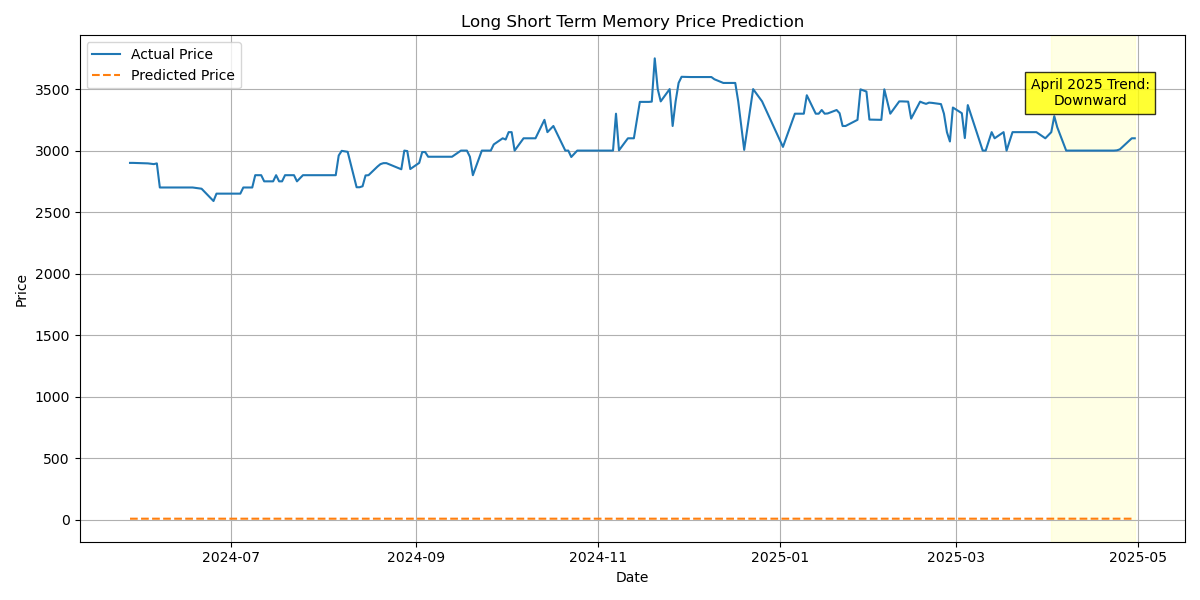 Long Short Term Memory Price Prediction
Actual Price
Predicted Price
April 2025 Trend:
Downward
Price
3500
3000
2500
2000
1500
1000
500
0
2024-07
2024-09
2024-11
2025-01
2025-03
2025-05
Date